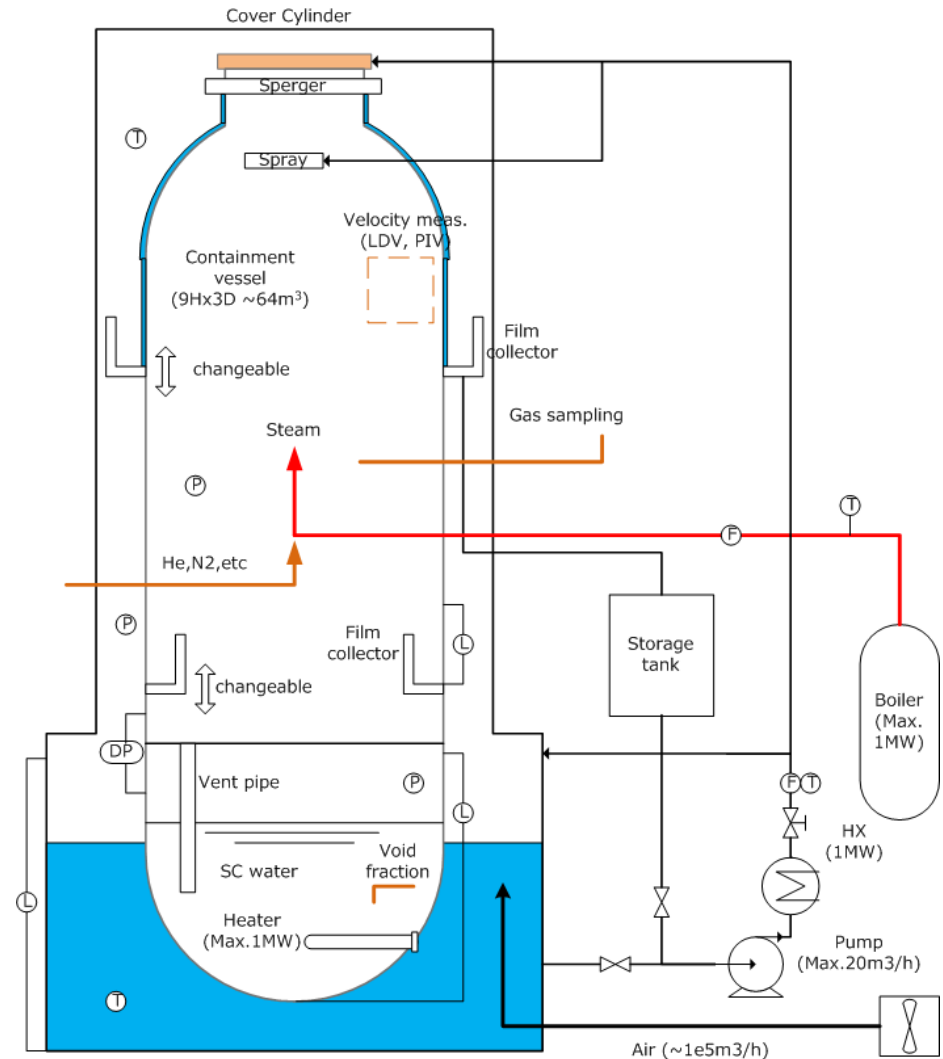 Cover Cylinder
Sperger
T
Spray
Velocity meas.
(LDV, PIV)
Containment
vessel
(9Hx3D ~64m³)
Film
collector
changeable
Gas sampling
Steam
P
T
F
He,N2,etc
P
Film
collector
L
Storage
tank
changeable
Boiler
(Max.
1MW)
DP
Vent pipe
P
F
T
L
HX
(1MW)
SC water
Void
fraction
L
Heater
(Max.1MW)
Pump
(Max.20m3/h)
T
Air (~1e5m3/h)